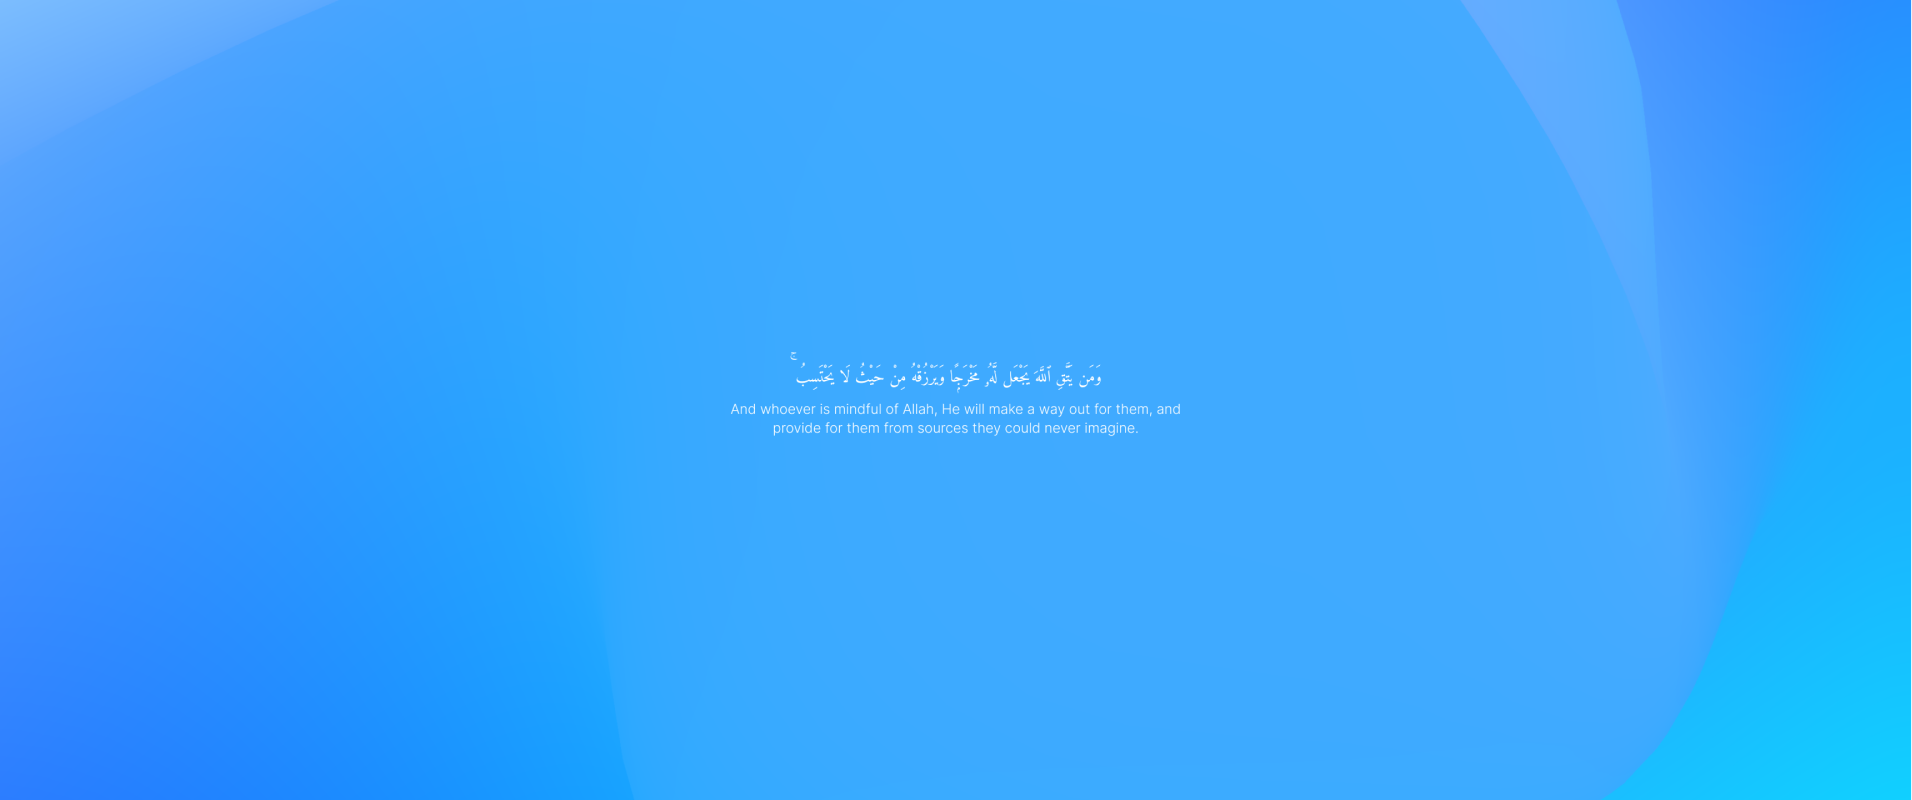 وَمَن يَتَّقِ ٱللَّهَ يَجْعَل لَّهُۥ مَخْرَجًۭا وَيَرْزُقْهُ مِنْ حَيْثُ لَا يَحْتَسِبُ ۚ
And whoever is mindful of Allah, He will make a way out for them, and
provide for them from sources they could never imagine.